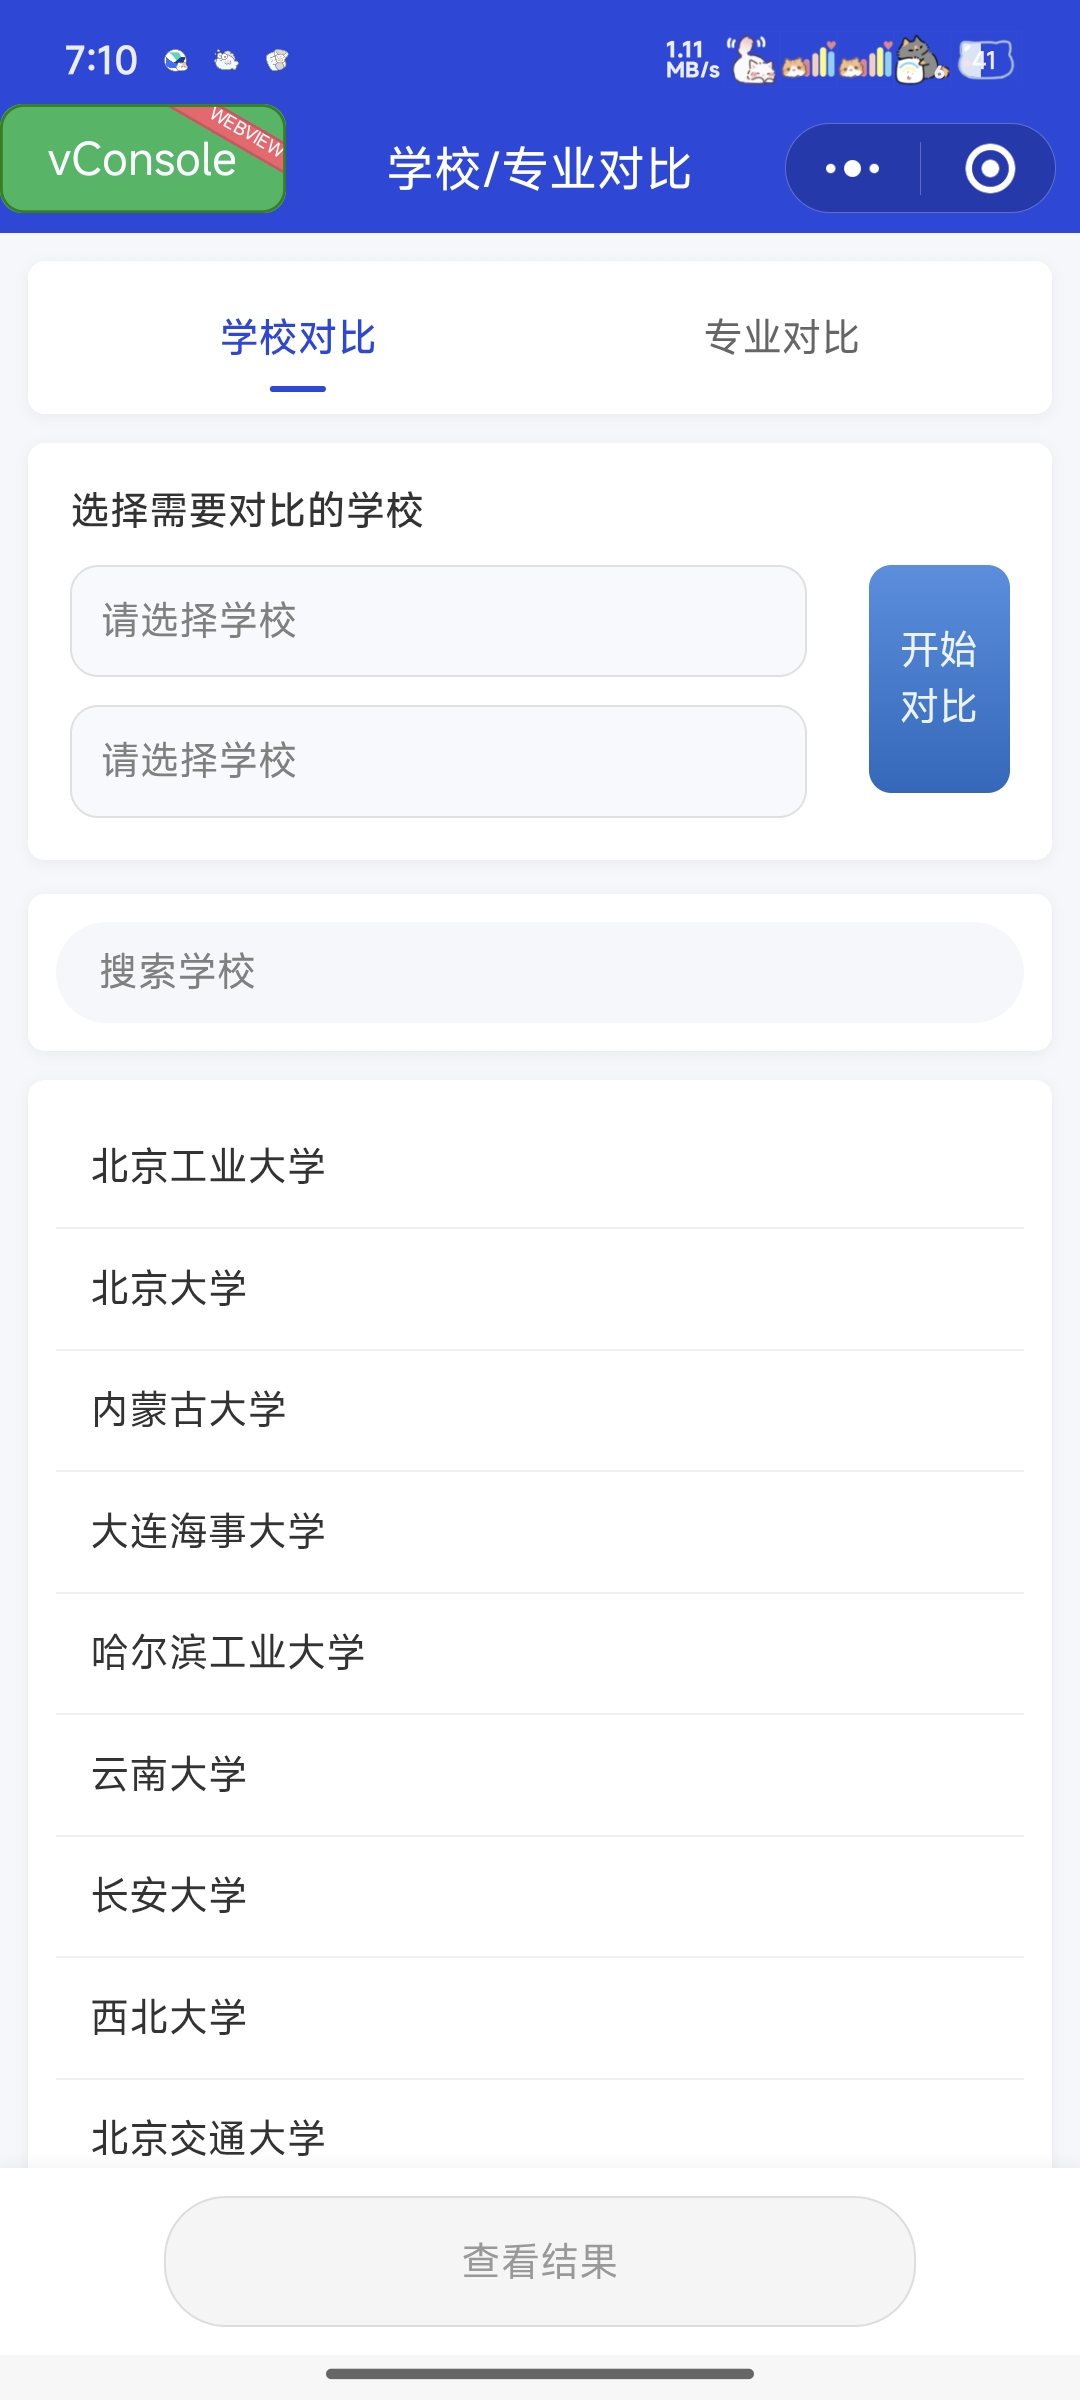 7:10
1.11
MB/s
41
vConsole
WEBVIEW
学校/专业对比
学校对比
专业对比
选择需要对比的学校
请选择学校
请选择学校
开始
对比
搜索学校
北京工业大学
北京大学
内蒙古大学
大连海事大学
哈尔滨工业大学
云南大学
长安大学
西北大学
北京交通大学
查看结果